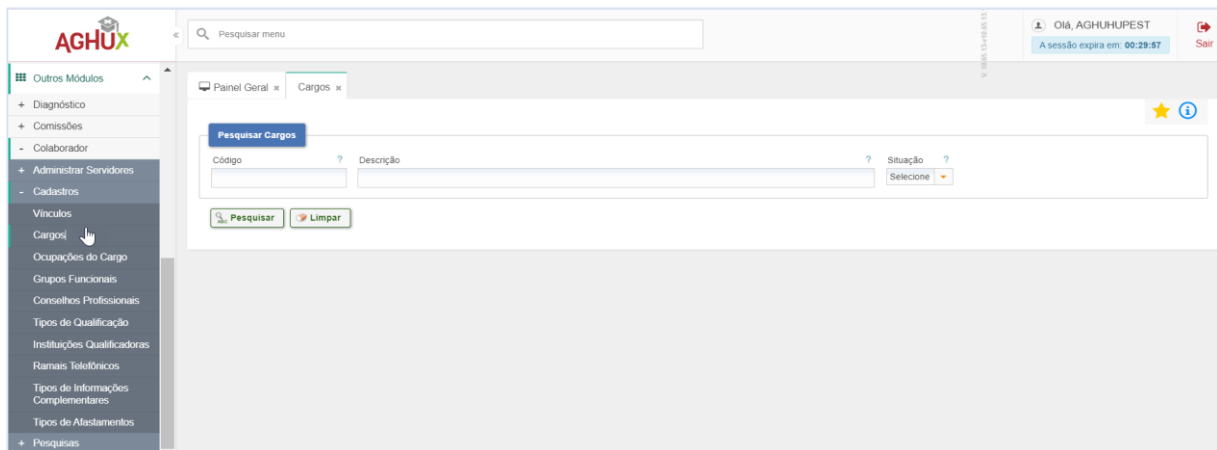 AGHUX
«
Pesquisar menu
Olá, AGHUHUPEST
A sessão expira em: 00:29:57
Sair
Outros Módulos
+ Diagnóstico
+ Comissões
- Colaborador
+ Administrar Servidores
- Cadastros
Vínculos
Cargos
Ocupações do Cargo
Grupos Funcionais
Conselhos Profissionais
Tipos de Qualificação
Instituições Qualificadoras
Ramais Telefônicos
Tipos de Informações
Complementares
Tipos de Afastamentos
+ Pesquisas
Painel Geral Cargos
Pesquisar Cargos
Código ? Descrição ? Situação ?
Selecione
Pesquisar Limpar